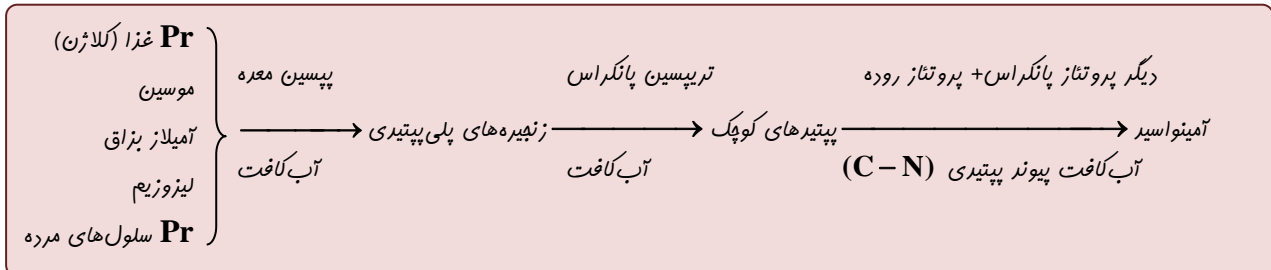 Pr غذا (کلاژن)
موسین
آمیلاز بزاق
لیزوزیم
Pr سلول‌های مرده
پپسین معده
آب‌کافت
زنجیره‌های پلی‌پپتیدی
تریپسین پانکراس
آب‌کافت
پپتیدهای کوچک
دیگر پروتئاز پانکراس+ پروتئاز روده
آب‌کافت پیوند پپتیدی (C – N)
آمینواسید